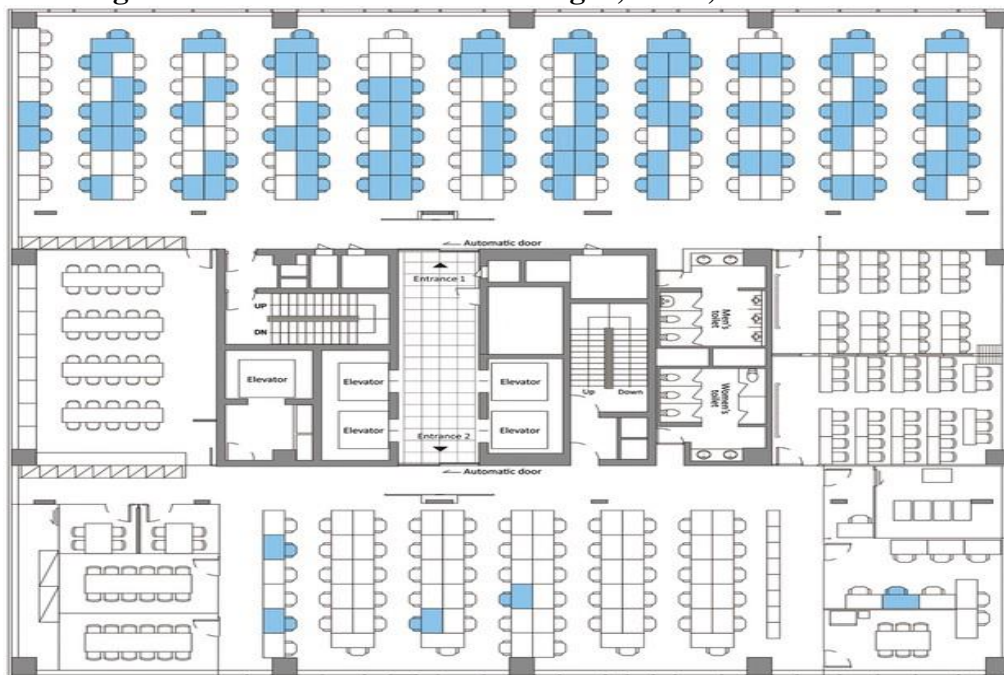 Automatic door
Entrance 1
UP
DN
Men's
toilet
Elevator
Elevator
Elevator
Up
Down
Women's
toilet
Elevator
Elevator
Entrance 2
Automatic door